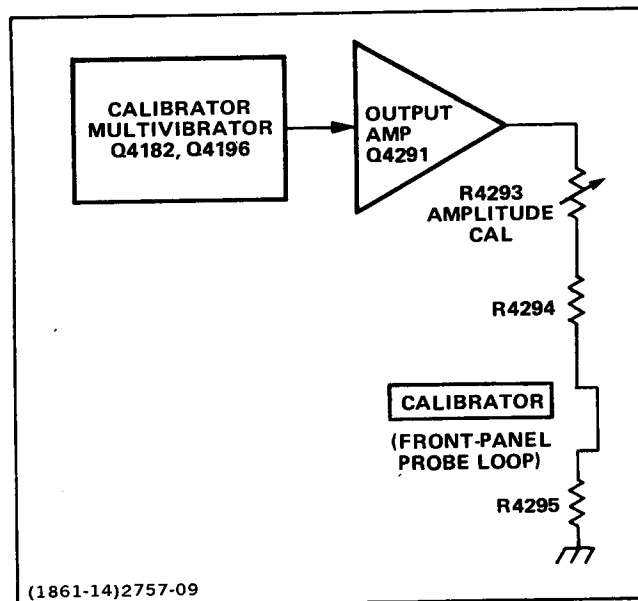 CALIBRATOR
MULTIVIBRATOR
Q4182, Q4196
OUTPUT
AMP
Q4291
R4293
AMPLITUDE
CAL
R4294
CALIBRATOR
(FRONT-PANEL
PROBE LOOP)
R4295
(1861-14)2757-09